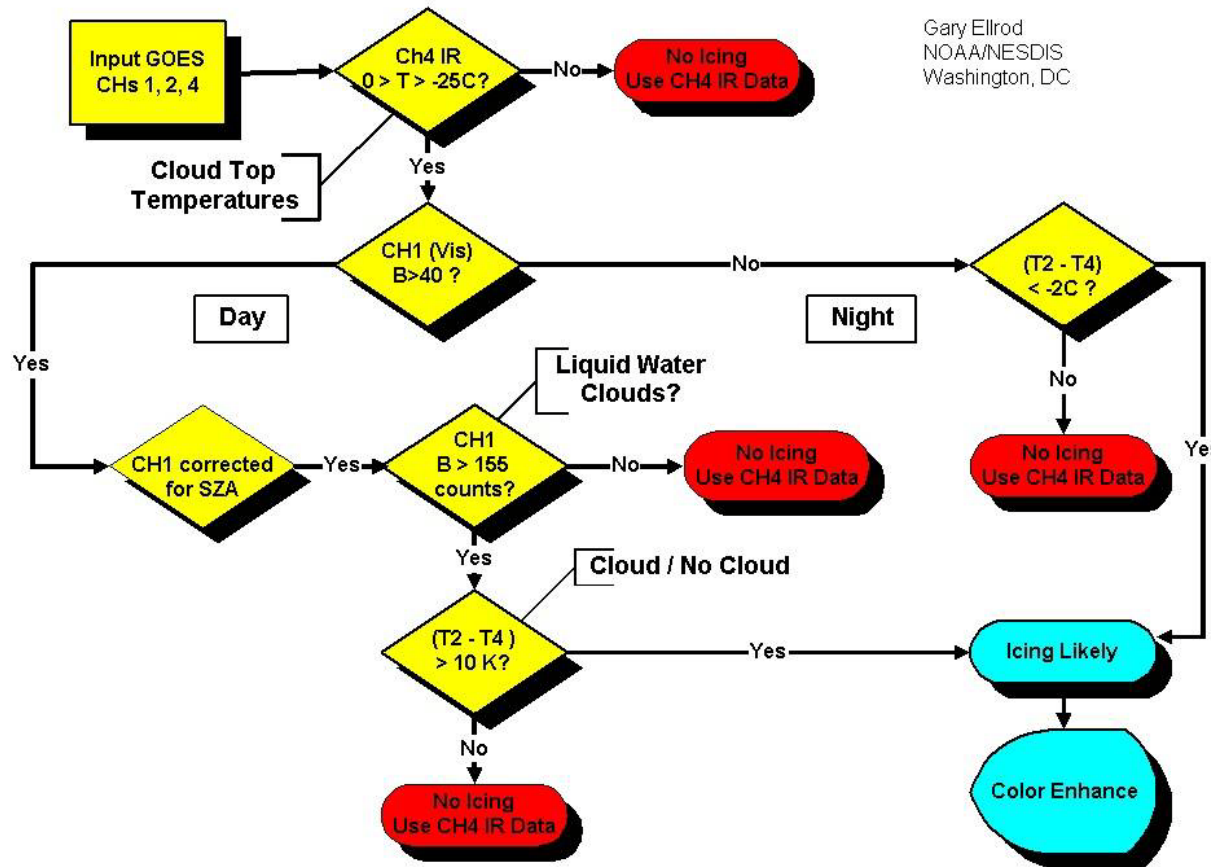 Gary Ellrod
NOAA/NESDIS
Washington, DC
Input GOES
CHs 1, 2, 4
Ch4 IR
0 > T > -25C?
No
No Icing
Use CH4 IR Data
Cloud Top
Temperatures
Yes
CH1 (Vis)
B>40 ?
No
(T2 - T4)
< -2C ?
Day
Night
Yes
No
Yes
Liquid Water
Clouds?
CH1 corrected
for SZA
Yes
CH1
B > 155
counts?
No
No Icing
Use CH4 IR Data
No Icing
Use CH4 IR Data
Yes
Cloud / No Cloud
(T2 - T4 )
> 10 K?
Yes
Icing Likely
No
Color Enhance
No Icing
Use CH4 IR Data